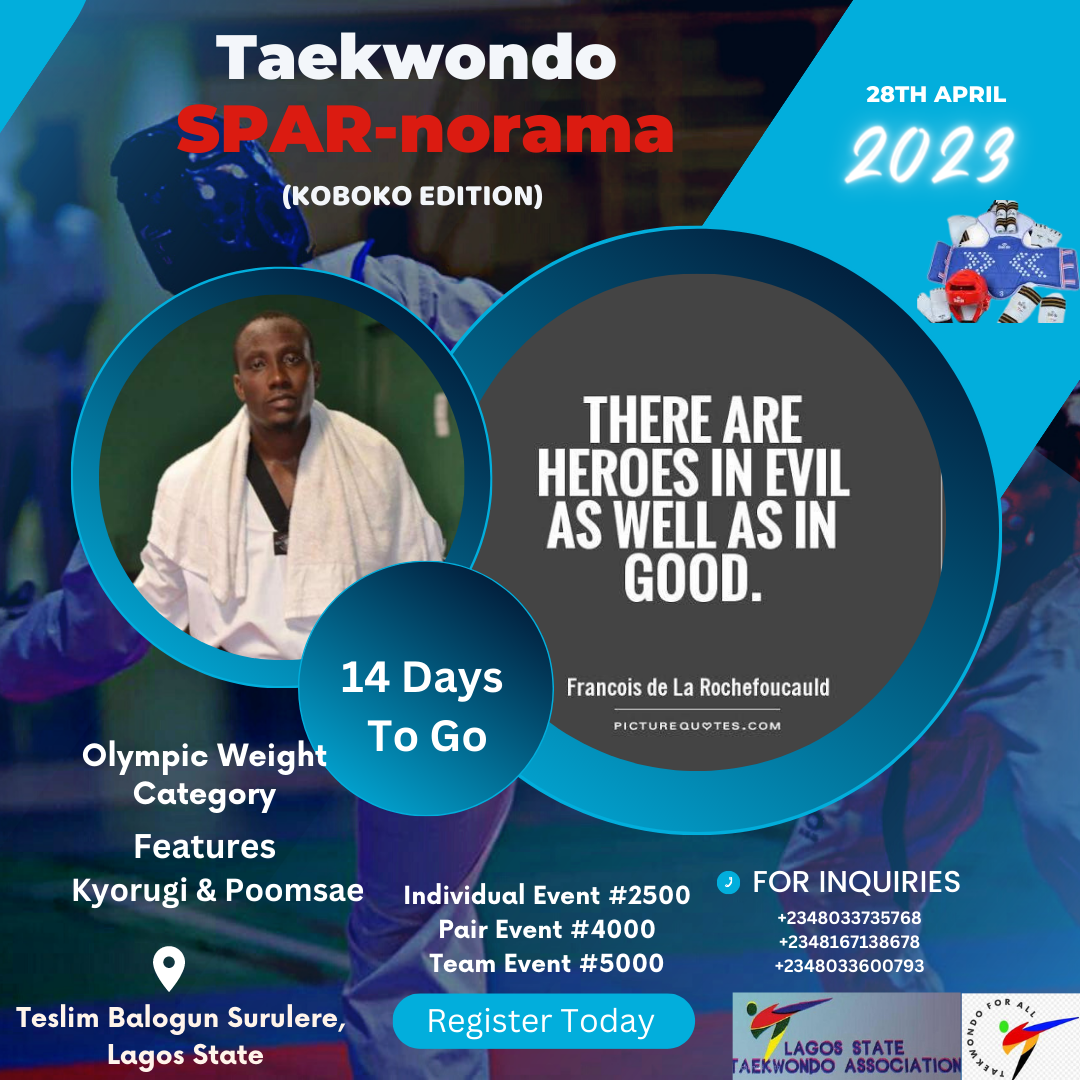 Taekwondo
SPAR-norama
(KOBOKO EDITION)
28TH APRIL
2023
THERE ARE
HEROES IN EVIL
AS WELL AS IN
GOOD.
Francois de La Rochefoucauld
PICTUREQUOTES.COM
14 Days
To Go
Olympic Weight
Category
Features
Kyorugi & Poomsae
Teslim Balogun Surulere,
Lagos State
Individual Event #2500
Pair Event #4000
Team Event #5000
Register Today
FOR INQUIRIES
+2348033735768
+2348167138678
+2348033600793
LAGOS STATE
TAEKWONDO ASSOCIATION
TAEKWONDO FOR ALL